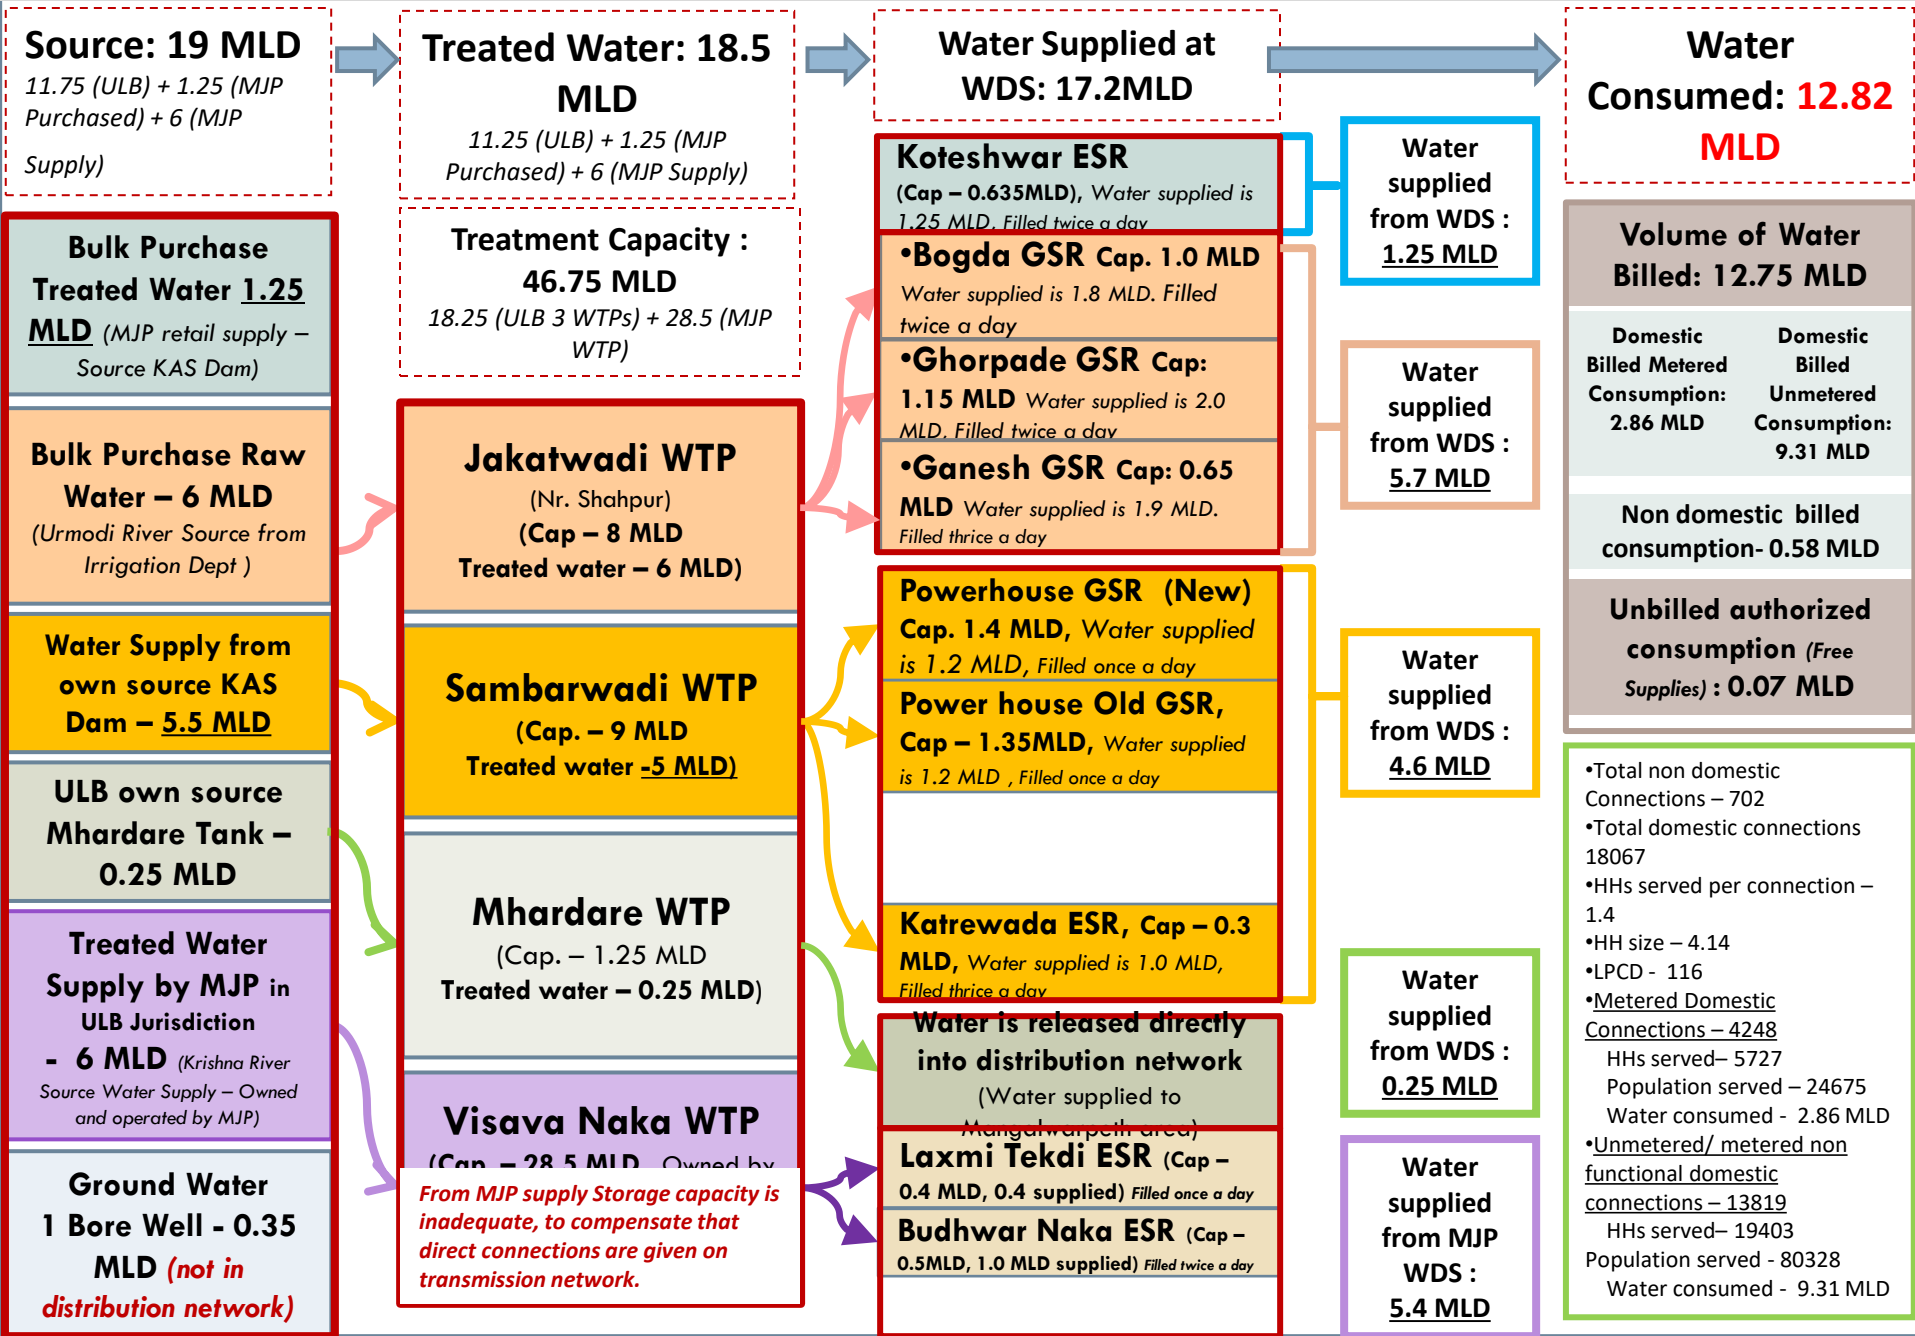 Source: 19 MLD
11.75 (ULB) + 1.25 (MJP
Purchased) + 6 (MJP
Supply)
Treated Water: 18.5
MLD
11.25 (ULB) + 1.25 (MJP
Purchased) + 6 (MJP Supply)
Water Supplied at
WDS: 17.2MLD
Water
Consumed: 12.82
MLD
Bulk Purchase
Treated Water 1.25
MLD (MJP retail supply –
Source KAS Dam)
Bulk Purchase Raw
Water – 6 MLD
(Urmodi River Source from
Irrigation Dept )
Water Supply from
own source KAS
Dam – 5.5 MLD
ULB own source
Mhardare Tank –
0.25 MLD
Treated Water
Supply by MJP in
ULB Jurisdiction
- 6 MLD (Krishna River
Source Water Supply – Owned
and operated by MJP)
Ground Water
1 Bore Well - 0.35
MLD (not in
distribution network)
Treatment Capacity :
46.75 MLD
18.25 (ULB 3 WTPs) + 28.5 (MJP
WTP)
Jakatwadi WTP
(Nr. Shahpur)
(Cap – 8 MLD
Treated water – 6 MLD)
Sambarwadi WTP
(Cap. – 9 MLD
Treated water -5 MLD)
Mhardare WTP
(Cap. – 1.25 MLD
Treated water – 0.25 MLD)
Visava Naka WTP
(Cap. – 28.5 MLD, Owned by
From MJP supply Storage capacity is
inadequate, to compensate that
direct connections are given on
transmission network.
Koteshwar ESR
(Cap – 0.635MLD), Water supplied is
1.25 MLD, Filled twice a day
•Bogda GSR Cap. 1.0 MLD
Water supplied is 1.8 MLD. Filled
twice a day
•Ghorpade GSR Cap:
1.15 MLD Water supplied is 2.0
MLD, Filled twice a day
•Ganesh GSR Cap: 0.65
MLD Water supplied is 1.9 MLD.
Filled thrice a day
Powerhouse GSR (New)
Cap. 1.4 MLD, Water supplied
is 1.2 MLD, Filled once a day
Power house Old GSR,
Cap – 1.35MLD, Water supplied
is 1.2 MLD , Filled once a day
Katrewada ESR, Cap – 0.3
MLD, Water supplied is 1.0 MLD,
Filled thrice a day
Water is released directly
into distribution network
(Water supplied to
Mangalwarpeth area)
Laxmi Tekdi ESR (Cap –
0.4 MLD, 0.4 supplied) Filled once a day
Budhwar Naka ESR (Cap –
0.5MLD, 1.0 MLD supplied) Filled twice a day
Water
supplied
from WDS :
1.25 MLD
Water
supplied
from WDS :
5.7 MLD
Water
supplied
from WDS :
4.6 MLD
Water
supplied
from WDS :
0.25 MLD
Water
supplied
from MJP
WDS :
5.4 MLD
Volume of Water
Billed: 12.75 MLD
Domestic
Billed Metered
Consumption:
2.86 MLD
Domestic
Billed
Unmetered
Consumption:
9.31 MLD
Non domestic billed
consumption- 0.58 MLD
Unbilled authorized
consumption (Free
Supplies) : 0.07 MLD
•Total non domestic
Connections – 702
•Total domestic connections
18067
•HHs served per connection –
1.4
•HH size – 4.14
•LPCD - 116
•Metered Domestic
Connections – 4248
HHs served– 5727
Population served – 24675
Water consumed - 2.86 MLD
•Unmetered/ metered non
functional domestic
connections – 13819
HHs served– 19403
Population served - 80328
Water consumed - 9.31 MLD